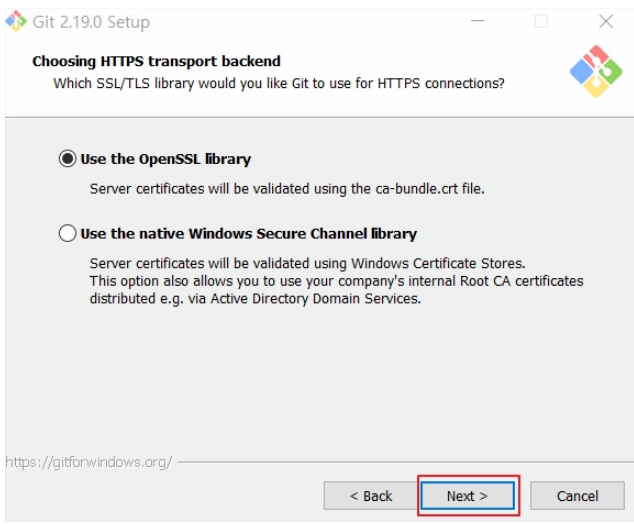 Git 2.19.0 Setup
Choosing HTTPS transport backend
Which SSL/TLS library would you like Git to use for HTTPS connections?
Use the OpenSSL library
Server certificates will be validated using the ca-bundle.crt file.
Use the native Windows Secure Channel library
Server certificates will be validated using Windows Certificate Stores.
This option also allows you to use your company's internal Root CA certificates
distributed e.g. via Active Directory Domain Services.
https://gitforwindows.org/
< Back Next > Cancel